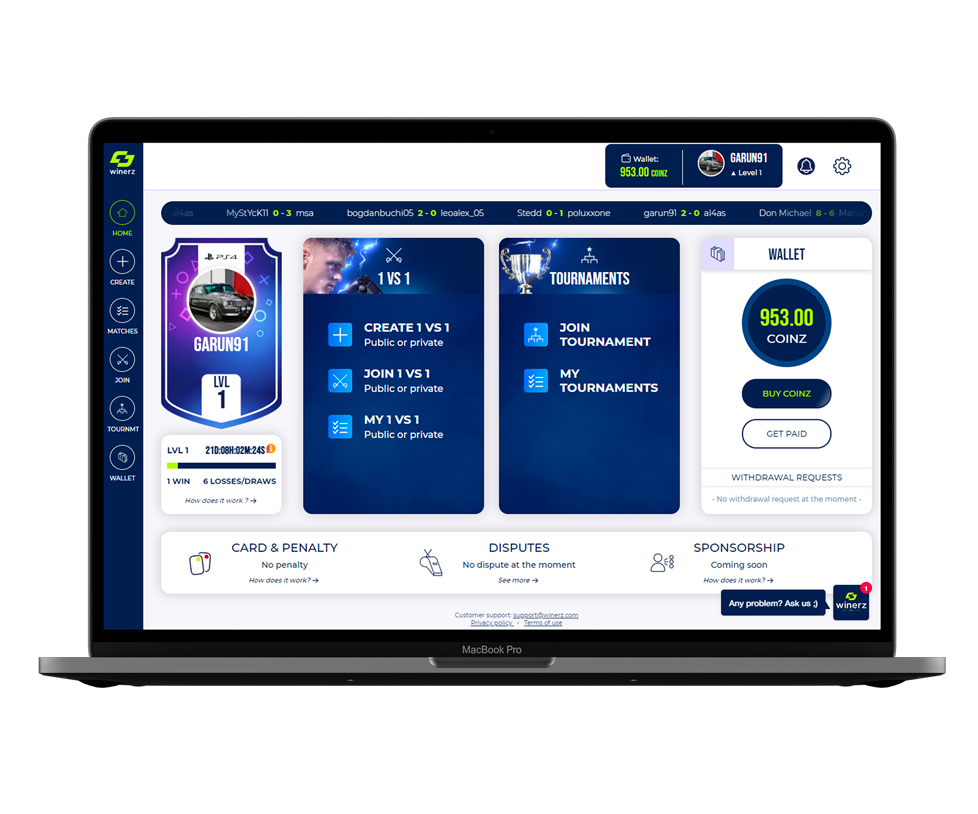 winerz
HOME
CREATE
MATCHES
JOIN
TOURNMT
WALLET
Wallet:
953.00 COINZ
GARUN91
▲ Level 1
al4as
MyStYcK11 0 - 3 msa
bogdanbuchi05 2 - 0 leoalex_05
Stedd 0 - 1 poluxxone
garun91 2 - 0 al4as
Don Michael 8 - 6
PS4
GARUN91
LVL
1
LVL 1
21D:08H:02M:24S
1 WIN
6 LOSSES/DRAWS
How does it work ? →
1 VS 1
CREATE 1 VS 1
Public or private
JOIN 1 VS 1
Public or private
MY 1 VS 1
Public or private
TOURNAMENTS
JOIN
TOURNAMENT
MY
TOURNAMENTS
WALLET
953.00
COINZ
BUY COINZ
GET PAID
WITHDRAWAL REQUESTS
- No withdrawal request at the moment -
CARD & PENALTY
No penalty
How does it work? →
DISPUTES
No dispute at the moment
See more →
SPONSORSHIP
Coming soon
How does it work? →
Any problem? Ask us ;)
1
winerz
Customer support: support@winerz.com
Privacy policy - Terms of use
MacBook Pro